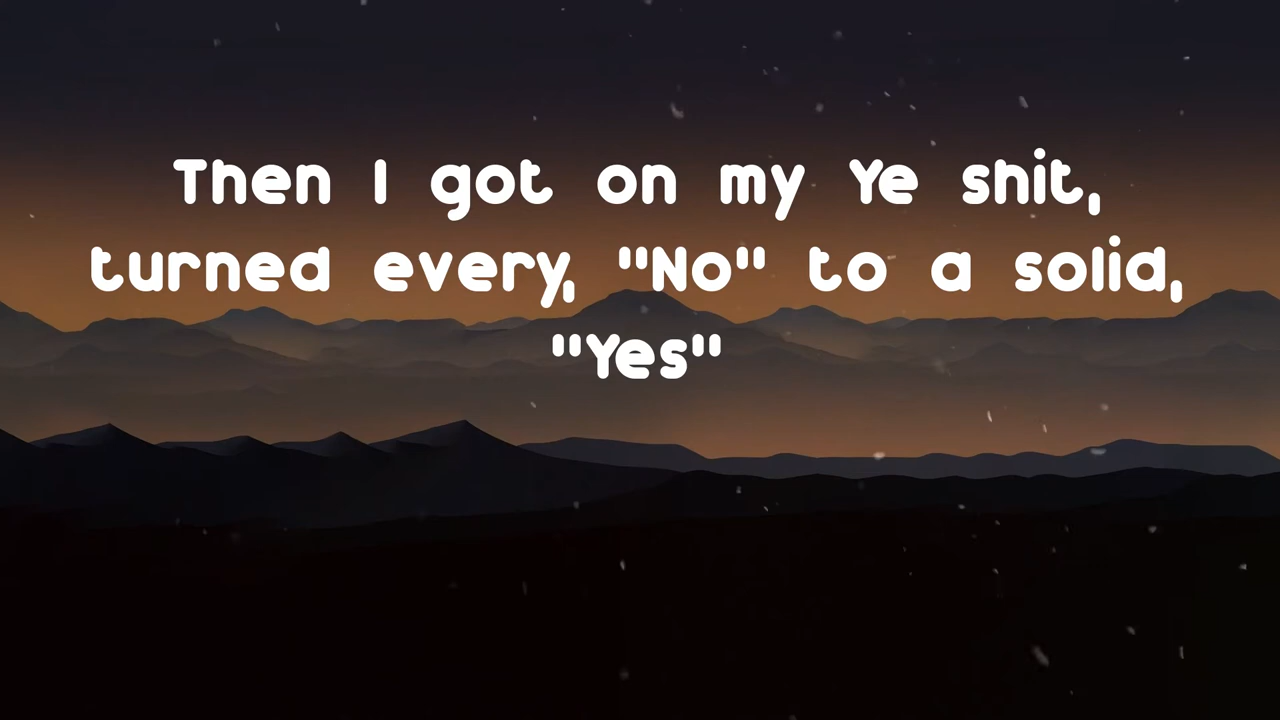 Then I got on my Ye shit,
turned every, "No" to a solid,
"Yes"